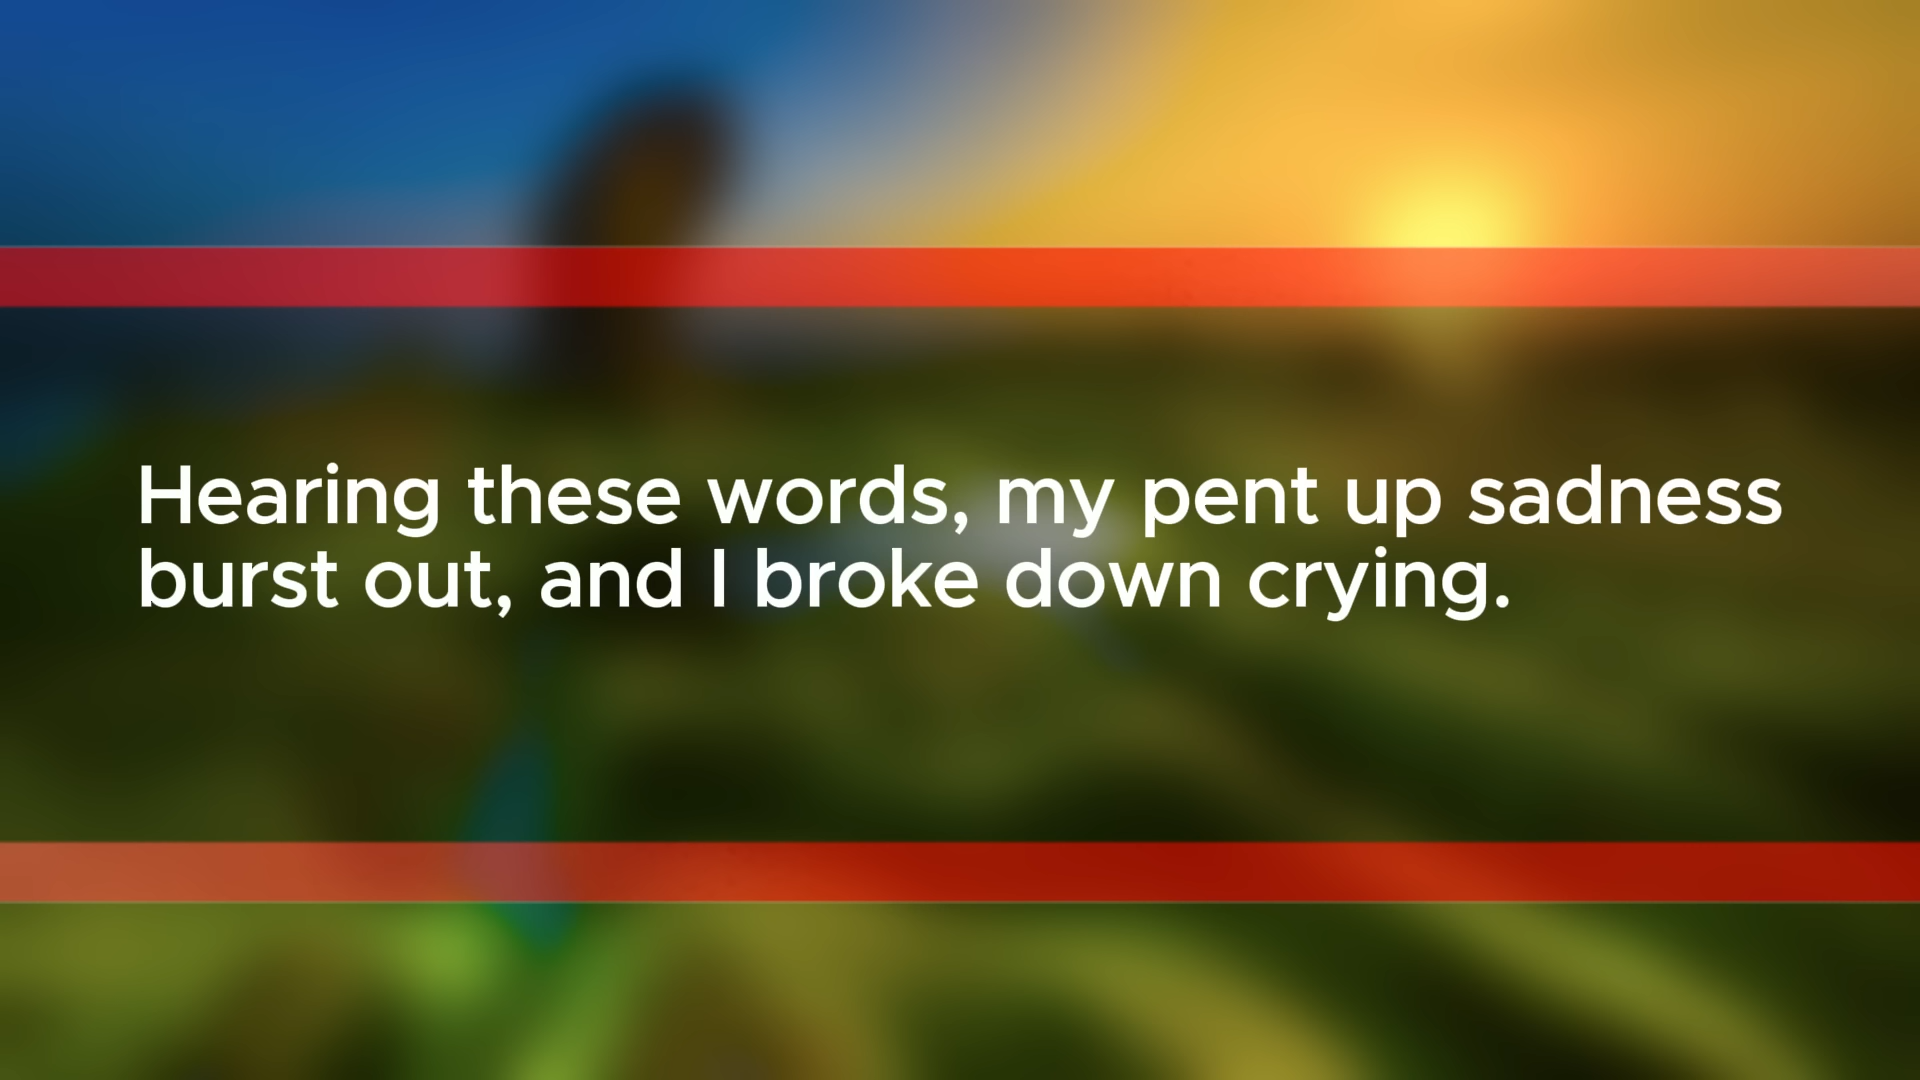 Hearing these words, my pent up sadness
burst out, and I broke down crying.